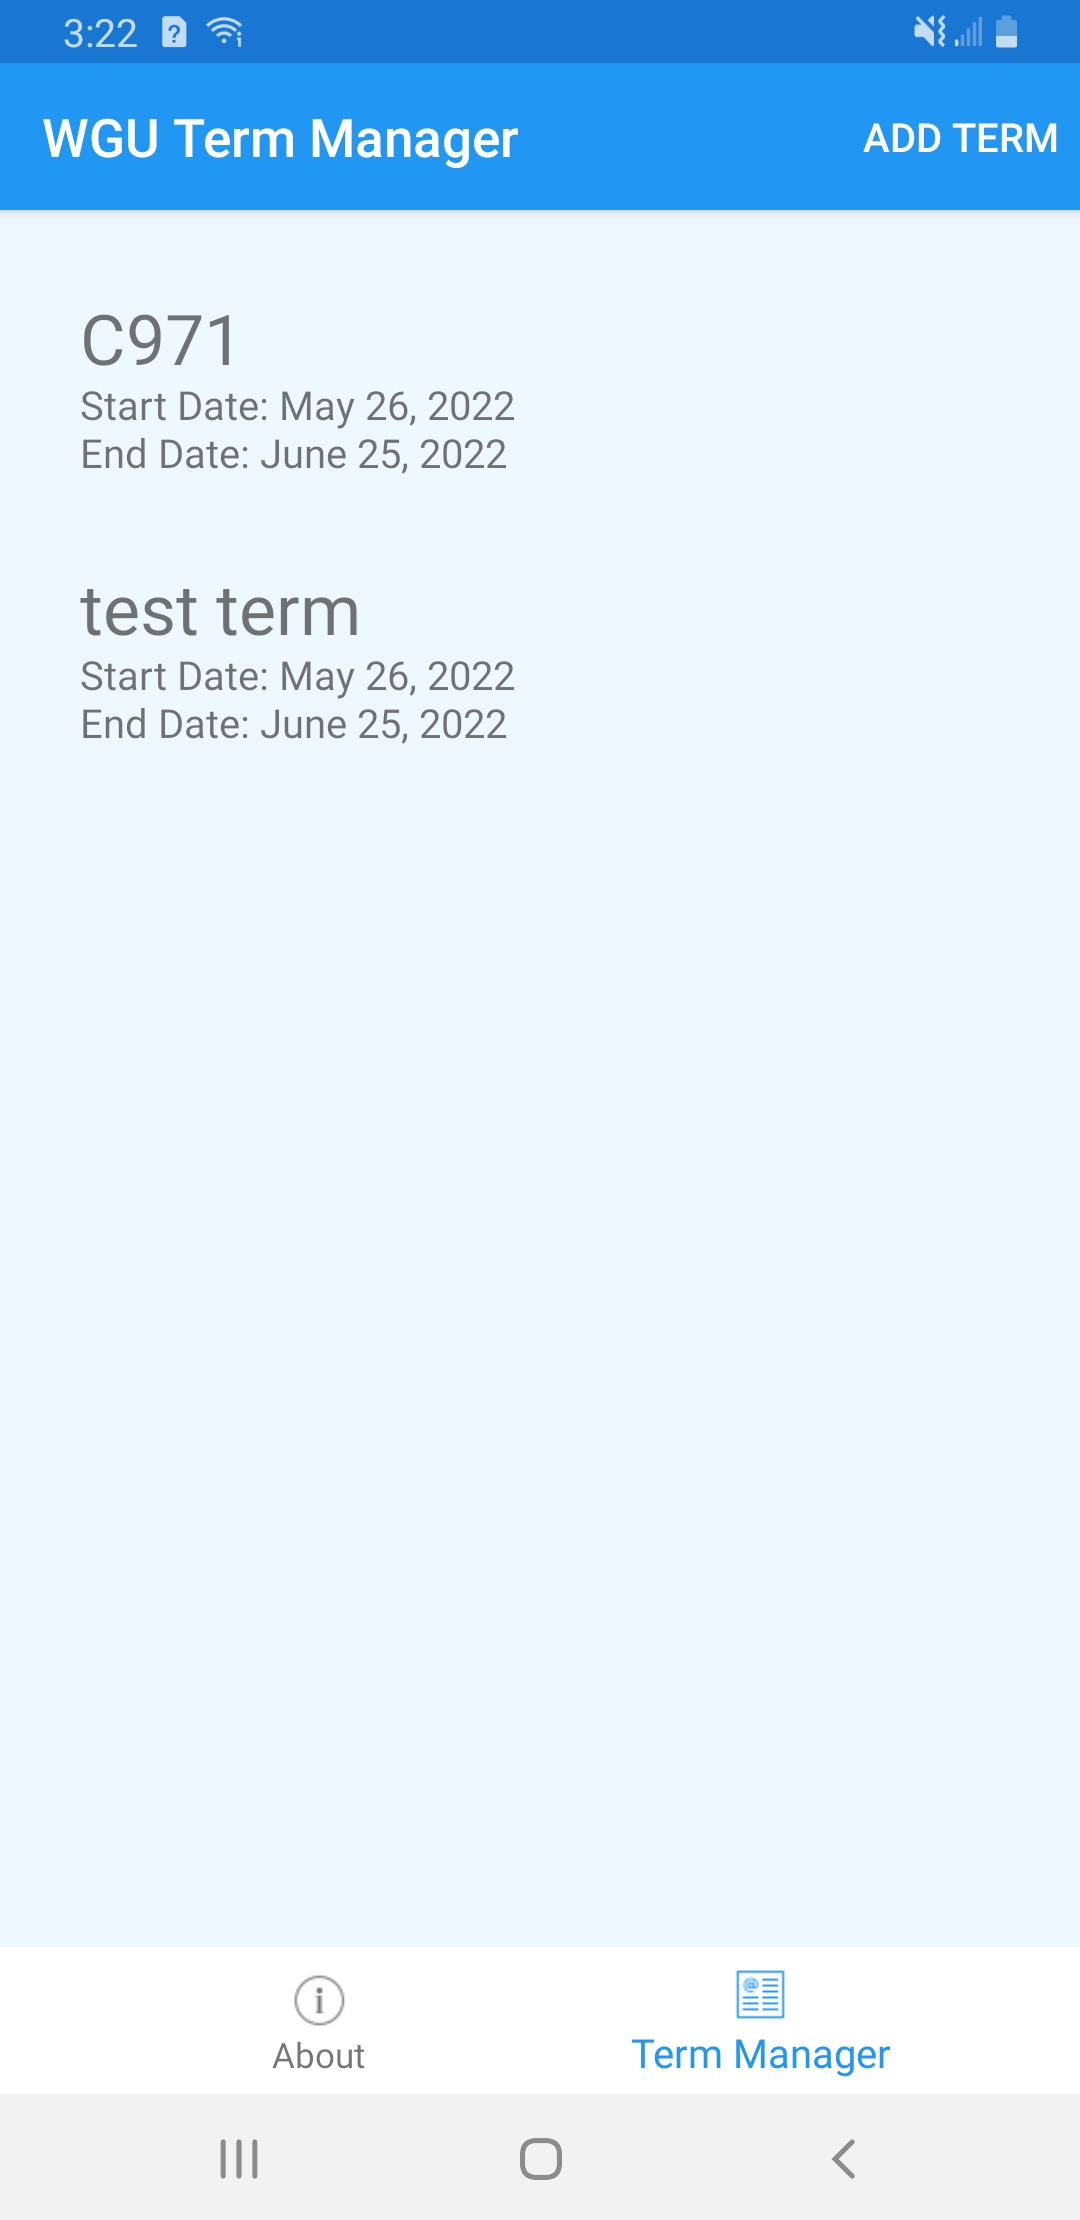 3:22
WGU Term Manager
ADD TERM
C971
Start Date: May 26, 2022
End Date: June 25, 2022
test term
Start Date: May 26, 2022
End Date: June 25, 2022
About
Term Manager